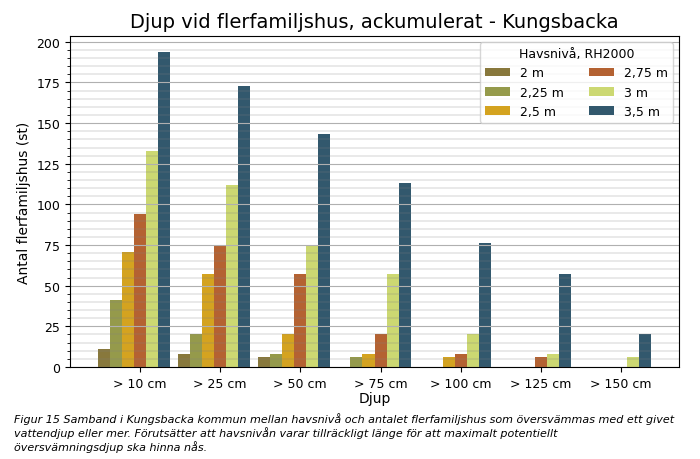 Djup vid flerfamiljshus, ackumulerat - Kungsbacka
Antal flerfamiljshus (st)
200
175
150
125
100
75
50
25
0
Havsnivå, RH2000
2 m
2,25 m
2,5 m
2,75 m
3 m
3,5 m
> 10 cm
> 25 cm
> 50 cm
> 75 cm
> 100 cm
> 125 cm
> 150 cm
Djup
Figur 15 Samband i Kungsbacka kommun mellan havsnivå och antalet flerfamiljshus som översvämmas med ett givet
vattendjup eller mer. Förutsätter att havsnivån varar tillräckligt länge för att maximalt potentiellt
översvämningsdjup ska hinna nås.